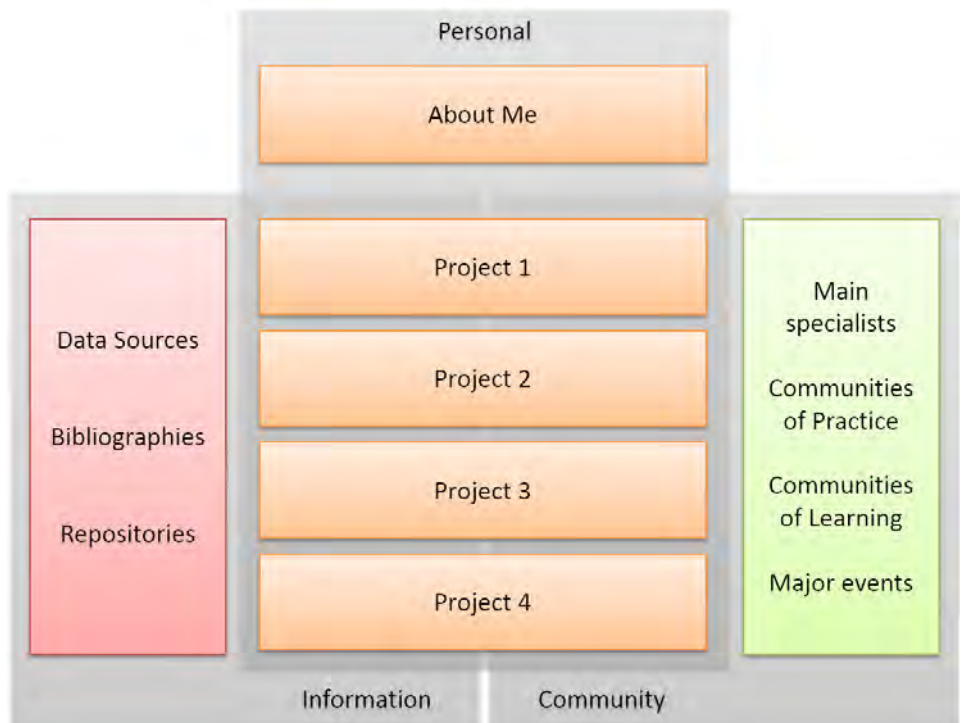 Personal
About Me
Data Sources
Bibliographies
Repositories
Project 1
Project 2
Project 3
Project 4
Main
specialists
Communities
of Practice
Communities
of Learning
Major events
Information
Community